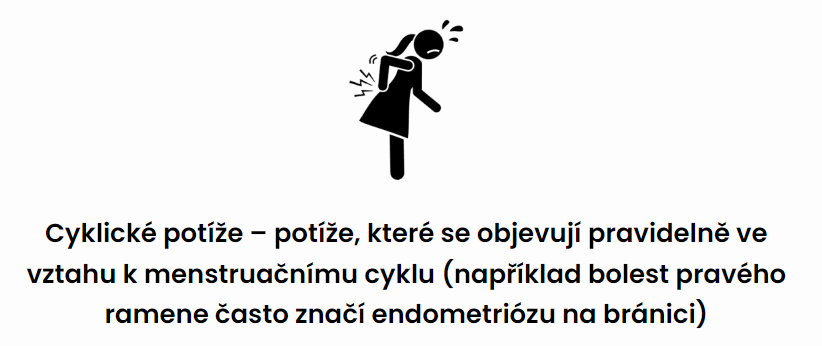 Cyklické potíže – potíže, které se objevují pravidelně ve
vztahu k menstruačnímu cyklu (například bolest pravého
ramene často značí endometriózu na bránici)